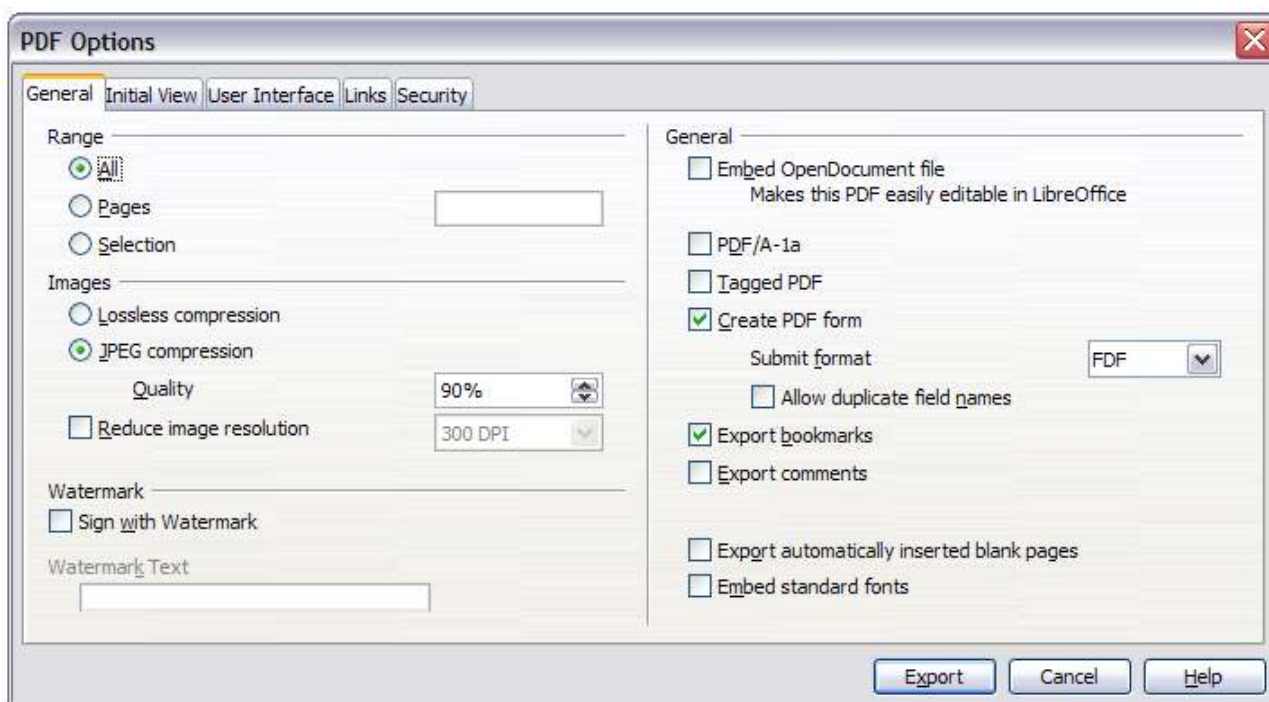 PDF Options
General Initial View User Interface Links Security
Range
All
Pages
Selection
Images
Lossless compression
JPEG compression
Quality 90%
Reduce image resolution 300 DPI
Watermark
Sign with Watermark
Watermark Text
General
Embed OpenDocument file
Makes this PDF easily editable in LibreOffice
PDF/A-1a
Tagged PDF
Create PDF form
Submit format FDF
Allow duplicate field names
Export bookmarks
Export comments
Export automatically inserted blank pages
Embed standard fonts
Export Cancel Help